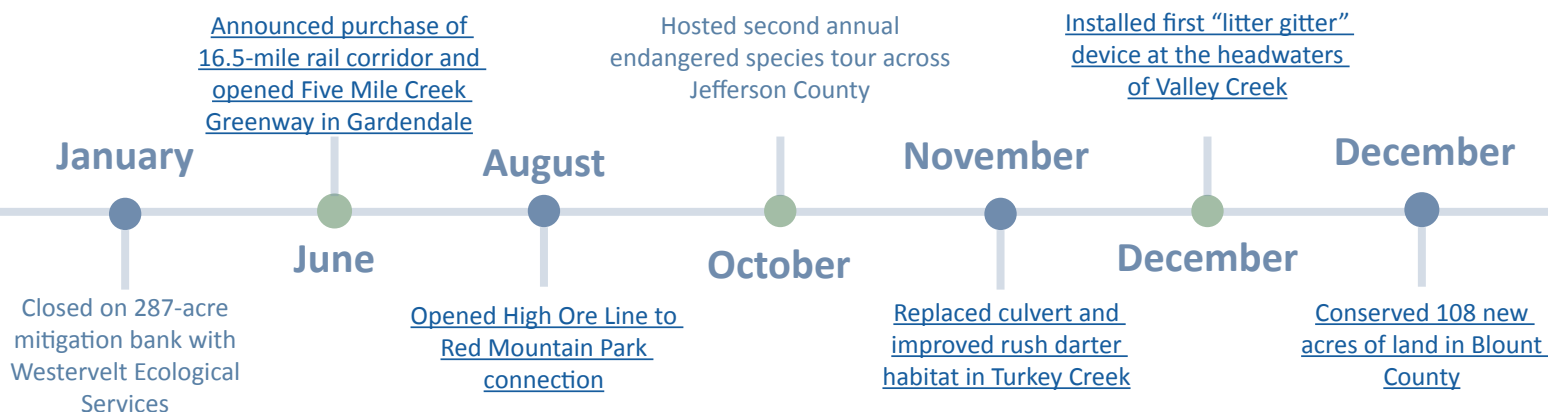 January
Closed on 287-acre
mitigation bank with
Westervelt Ecological
Services
Announced purchase of
16.5-mile rail corridor and
opened Five Mile Creek
Greenway in Gardendale
June
August
Opened High Ore Line to
Red Mountain Park
connection
Hosted second annual
endangered species tour across
Jefferson County
October
November
Replaced culvert and
improved rush darter
habitat in Turkey Creek
Installed first “litter gitter”
device at the headwaters
of Valley Creek
December
December
Conserved 108 new
acres of land in Blount
County